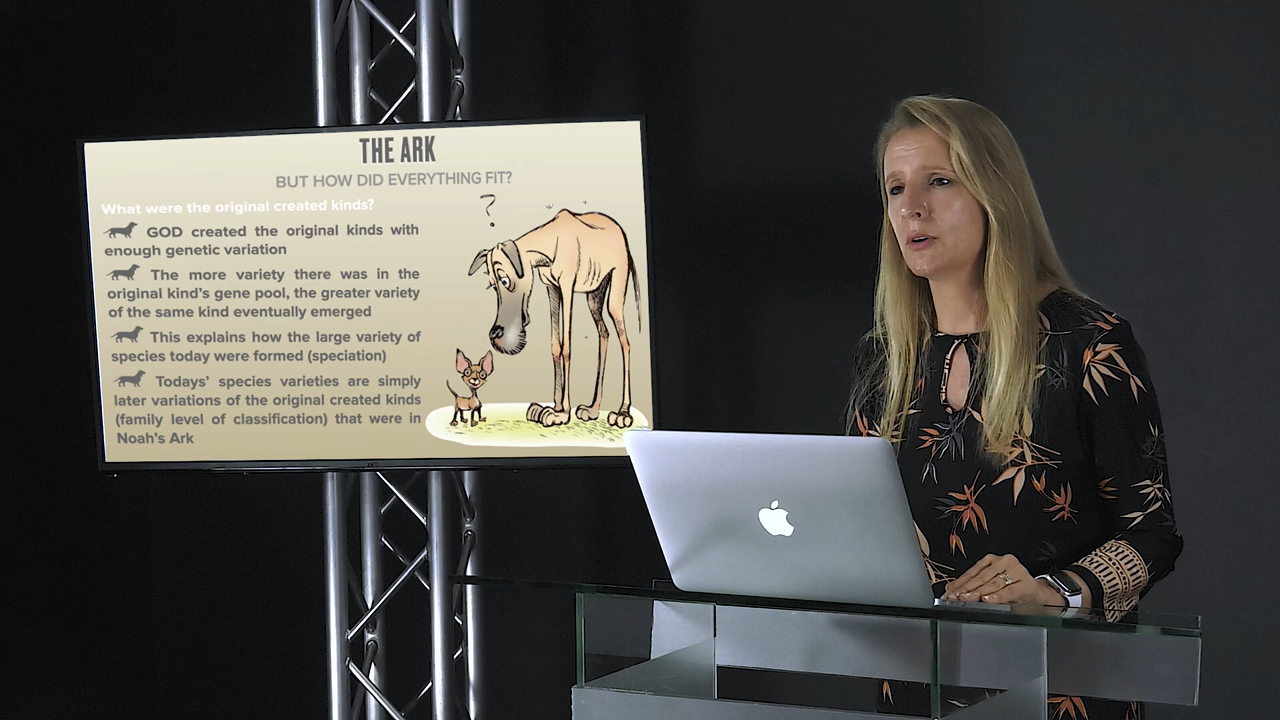 THE ARK
BUT HOW DID EVERYTHING FIT?
What were the original created kinds?
GOD created the original kinds with
enough genetic variation
The more variety there was in the
original kind's gene pool, the greater variety
of the same kind eventually emerged
This explains how the large variety of
species today were formed (speciation)
Todays' species varieties are simply
later variations of the original created kinds
(family level of classification) that were in
Noah's Ark
?